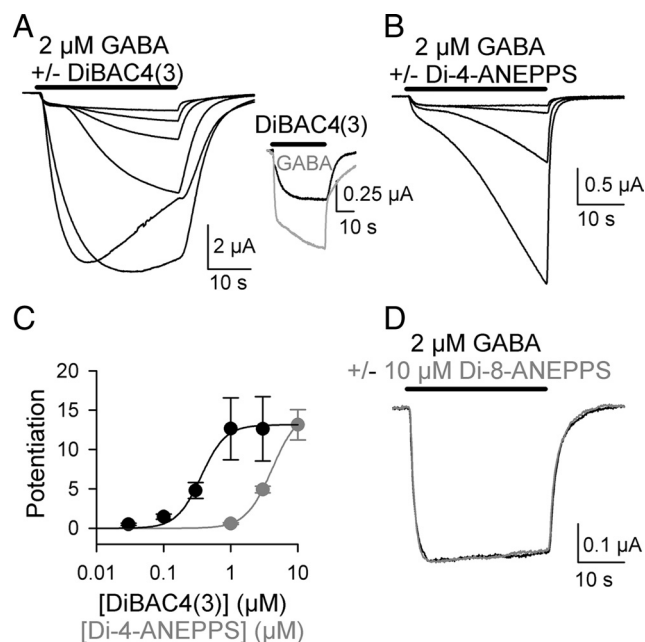 A
2 µM GABA
+/- DiBAC4(3)
2 µA
10 s
DiBAC4(3)
GABA
0.25 µA
10 s
B
2 µM GABA
+/- Di-4-ANEPPS
0.5 µA
10 s
C
20
15
10
5
0
Potentiation
0.01 0.1 1 10
[DiBAC4(3)] (µM)
[Di-4-ANEPPS] (µM)
D
2 µM GABA
+/- 10 µM Di-8-ANEPPS
0.1 µA
10 s